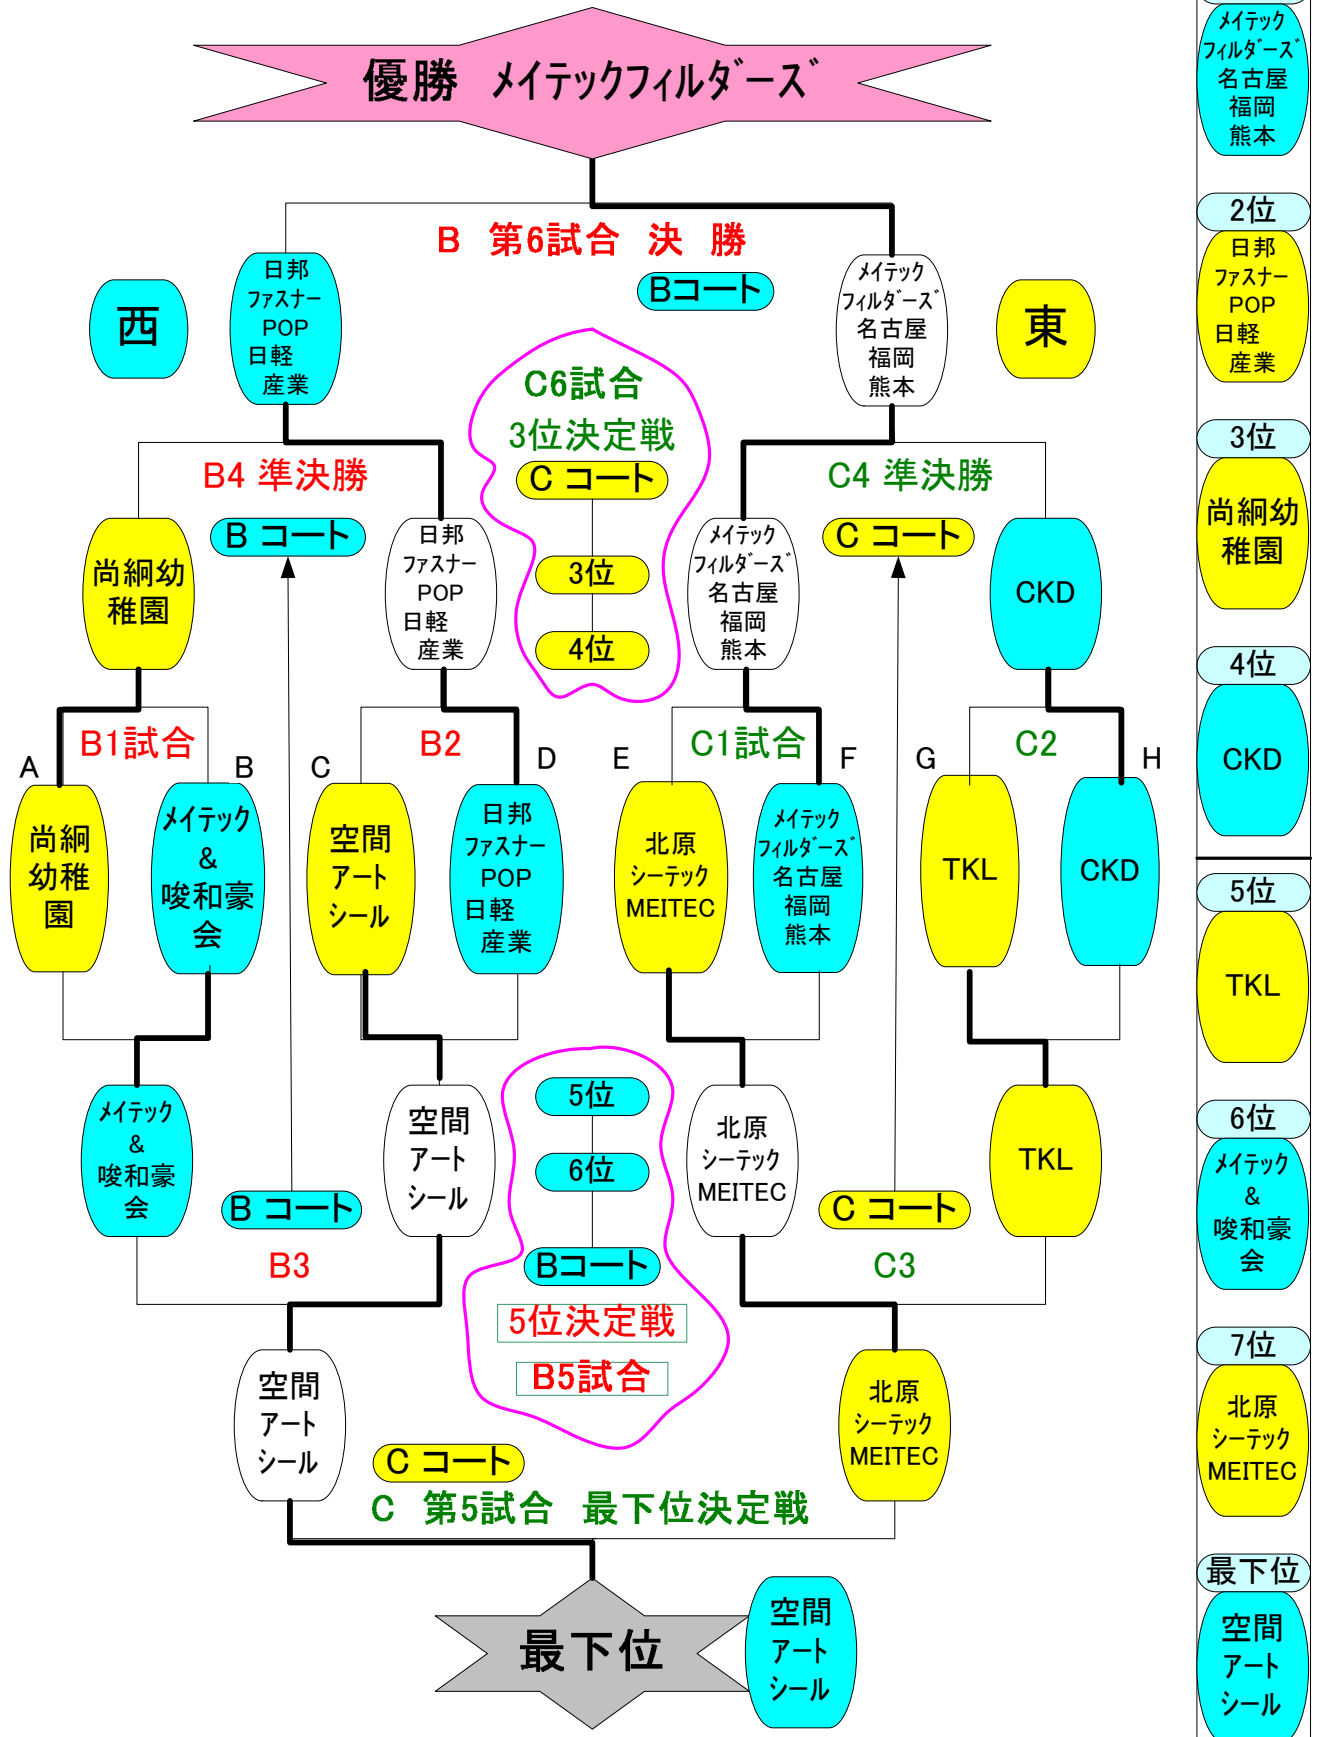 優勝 メイテックフィルダーズ
B 第6試合 決 勝
Bコート
西
日邦
ファスナー
POP
日軽
産業
メイテック
フィルダーズ
名古屋
福岡
熊本
東
C6試合
3位決定戦
C コート
3位
4位
B4 準決勝
B コート
C4 準決勝
C コート
尚絅幼
稚園
日邦
ファスナー
POP
日軽
産業
メイテック
フィルダーズ
名古屋
福岡
熊本
CKD
B1試合
B2
C1試合
C2
A
B
C
D
E
F
G
H
尚絅
幼稚
園
メイテック
&
唆和豪
会
空間
アート
シール
日邦
ファスナー
POP
日軽
産業
北原
シーテック
MEITEC
メイテック
フィルダーズ
名古屋
福岡
熊本
TKL
CKD
メイテック
&
唆和豪
会
B コート
空間
アート
シール
5位
6位
Bコート
5位決定戦
B5試合
北原
シーテック
MEITEC
C コート
TKL
B3
C3
空間
アート
シール
北原
シーテック
MEITEC
C コート
C 第5試合 最下位決定戦
最下位
空間
アート
シール
メイテック
フィルダーズ
名古屋
福岡
熊本
2位
日邦
ファスナー
POP
日軽
産業
3位
尚絅幼
稚園
4位
CKD
5位
TKL
6位
メイテック
&
唆和豪
会
7位
北原
シーテック
MEITEC
最下位
空間
アート
シール